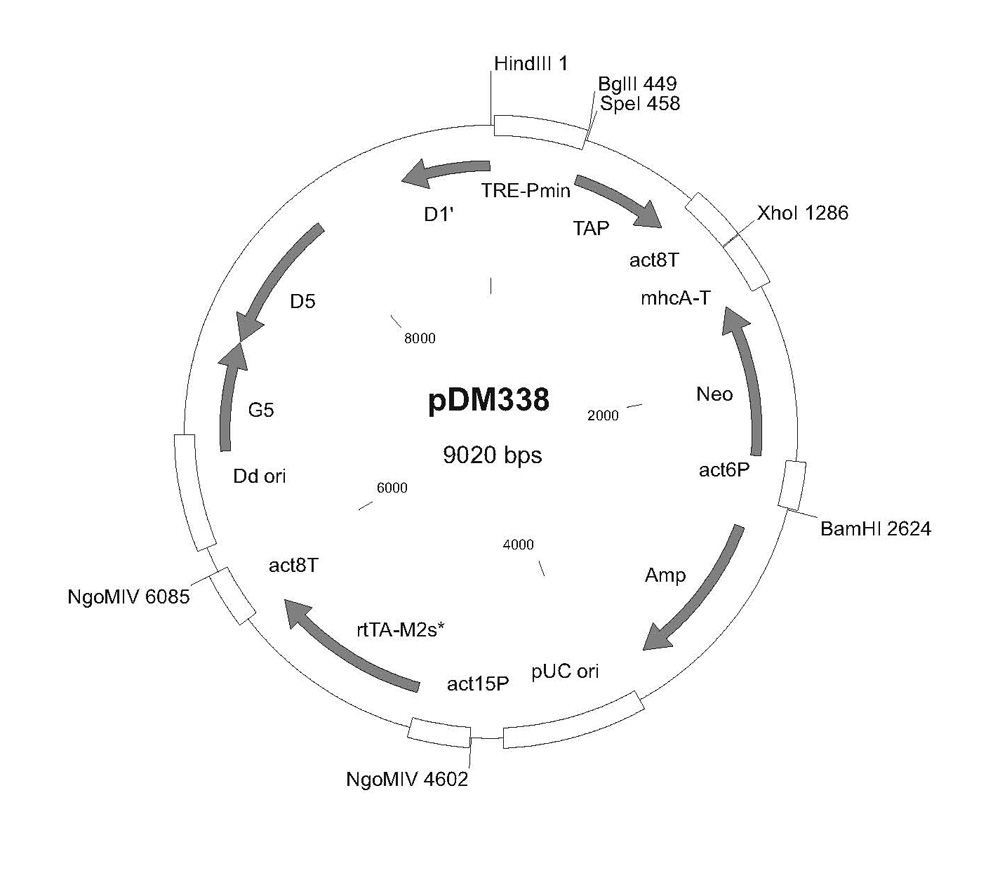 HindIII 1
BglII 449
SpeI 458
TRE-Pmin
D1'
TAP
XhoI 1286
act8T
mhcA-T
D5
8000
pDM338
Neo
2000
G5
9020 bps
act6P
Dd ori
6000
BamHI 2624
4000
act8T
Amp
NgoMIV 6085
rtTA-M2s*
pUC ori
act15P
NgoMIV 4602